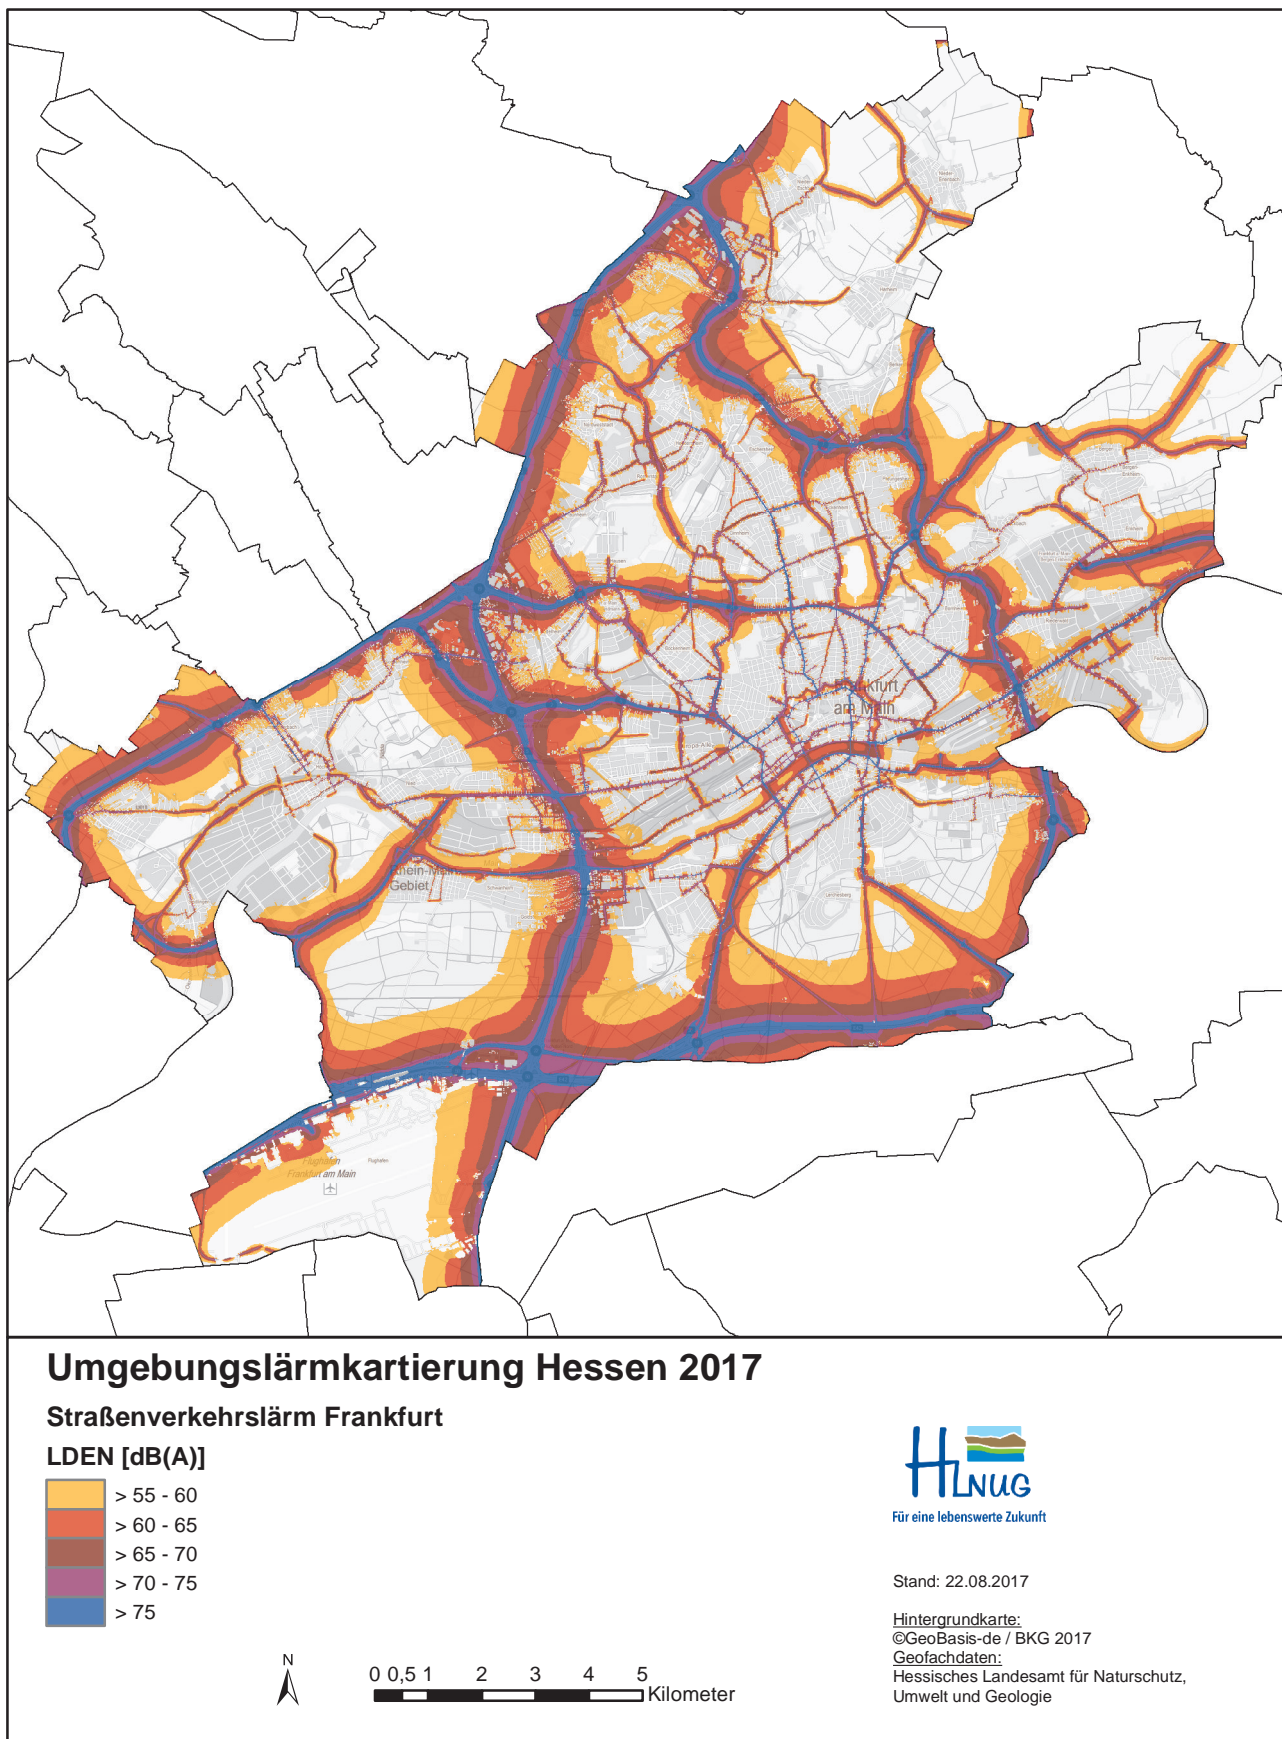 Frankfurt
am Main
Rhein-Main
Gebiet
Flughafen
Frankfurt am Main
Flughafen
Umgebungslärmkartierung Hessen 2017
Straßenverkehrslärm Frankfurt
LDEN [dB(A)]
> 55 - 60
> 60 - 65
> 65 - 70
> 70 - 75
> 75
N
0 0,5 1 2 3 4 5
Kilometer
HLNUG
Für eine lebenswerte Zukunft
Stand: 22.08.2017
Hintergrundkarte:
©GeoBasis-de / BKG 2017
Geofachdaten:
Hessisches Landesamt für Naturschutz,
Umwelt und Geologie